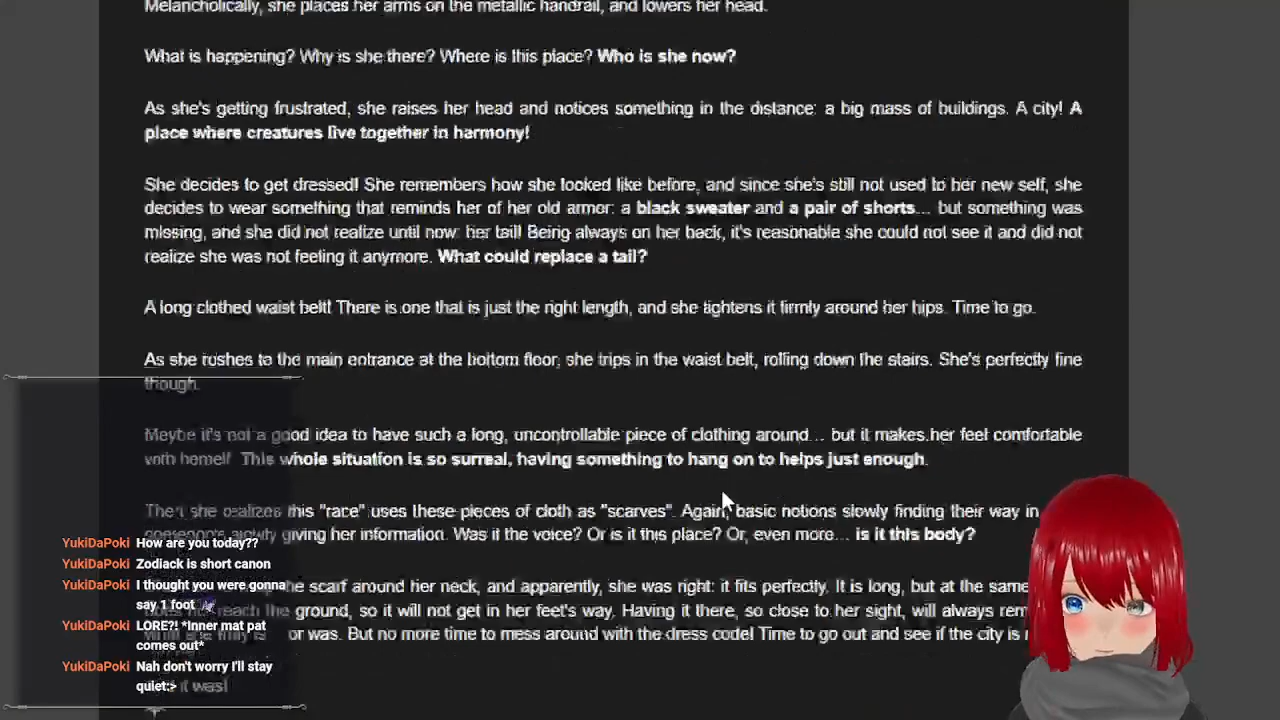 Melancholically, she places her arms on the metallic handrail, and lowers her head.
What is happening? Why is she there? Where is this place? Who is she now?
As she's getting frustrated, she raises her head and notices something in the distance: a big mass of buildings. A city! A
place where creatures live together in harmony!
She decides to get dressed! She remembers how she looked like before, and since she's still not used to her new self, she
decides to wear something that reminds her of her old armor: a black sweater and a pair of shorts... but something was
missing, and she did not realize until now: her tail! Being always on her back, it's reasonable she could not see it and did not
realize she was not feeling it anymore. What could replace a tail?
A long clothed waist belt! There is one that is just the right length, and she tightens it firmly around her hips. Time to go.
As she rushes to the main entrance at the bottom floor, she trips in the waist belt, rolling down the stairs. She's perfectly fine
though.
Maybe it's not a good idea to have such a long, uncontrollable piece of clothing around... but it makes her feel comfortable
with herself. This whole situation is so surreal, having something to hang on to helps just enough.
Then she realizes this "race" uses these pieces of cloth as "scarves". Again, basic notions slowly finding their way in
slowly giving her information. Was it the voice? Or is it this place? Or, even more... is it this body?
the scarf around her neck, and apparently, she was right: it fits perfectly. It is long, but at the same
does not reach the ground, so it will not get in her feet's way. Having it there, so close to her sight, will always
or was. But no more time to mess around with the dress code! Time to go out and see if the city is
it was!
YukiDaPoki How are you today??
YukiDaPoki Zodiack is short canon
YukiDaPoki I thought you were gonna
say 1 foot
YukiDaPoki LORE?! *Inner mat pat
comes out*
YukiDaPoki Nah don't worry I'll stay
quiet:>